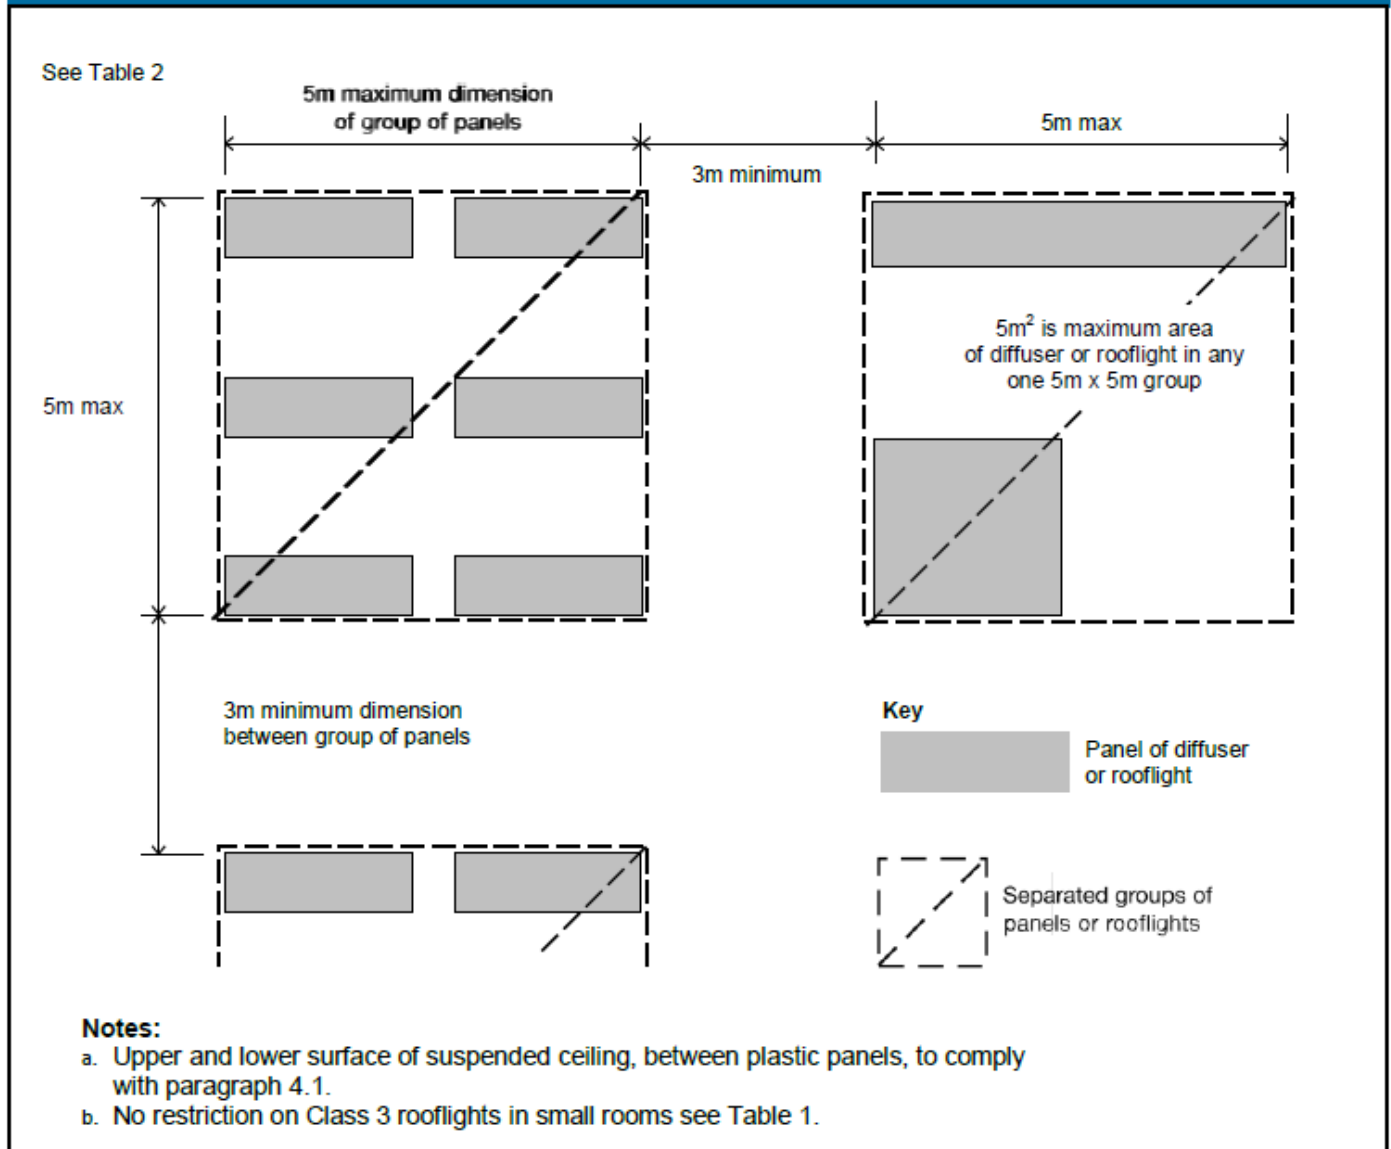 See Table 2
5m maximum dimension
of group of panels
5m max
3m minimum
5m² is maximum area
of diffuser or rooflight in any
one 5m x 5m group
5m max
3m minimum dimension
between group of panels
Key
Panel of diffuser
or rooflight
Separated groups of
panels or rooflights
Notes:
a. Upper and lower surface of suspended ceiling, between plastic panels, to comply
with paragraph 4.1.
b. No restriction on Class 3 rooflights in small rooms see Table 1.